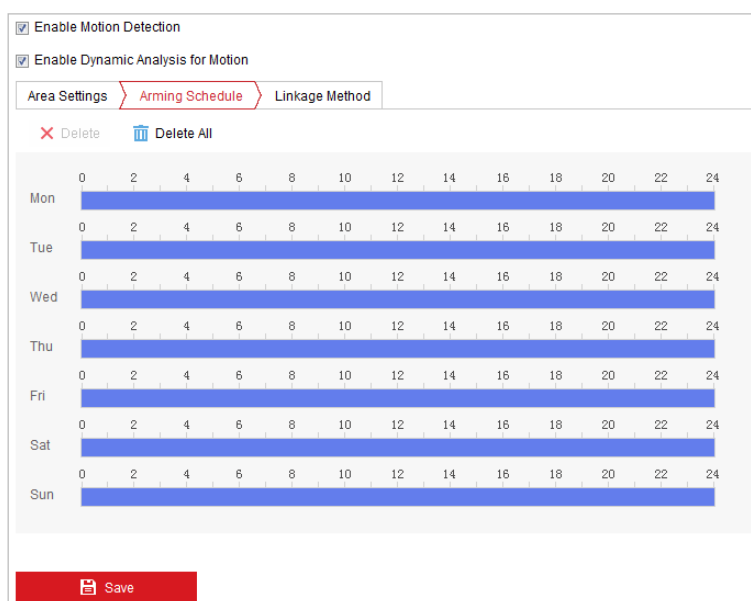 Enable Motion Detection
Enable Dynamic Analysis for Motion
Area Settings Arming Schedule Linkage Method
Delete Delete All
0 2 4 6 8 10 12 14 16 18 20 22 24
Mon
0 2 4 6 8 10 12 14 16 18 20 22 24
Tue
0 2 4 6 8 10 12 14 16 18 20 22 24
Wed
0 2 4 6 8 10 12 14 16 18 20 22 24
Thu
0 2 4 6 8 10 12 14 16 18 20 22 24
Fri
0 2 4 6 8 10 12 14 16 18 20 22 24
Sat
0 2 4 6 8 10 12 14 16 18 20 22 24
Sun
Save